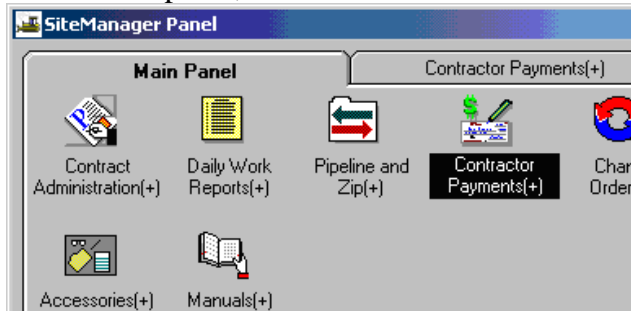 SiteManager Panel
Main Panel
Contractor Payments(+)
Contract
Administration(+)
Daily Work
Reports(+)
Pipeline and
Zip(+)
Contractor
Payments(+)
Accessories(+)
Manuals(+)